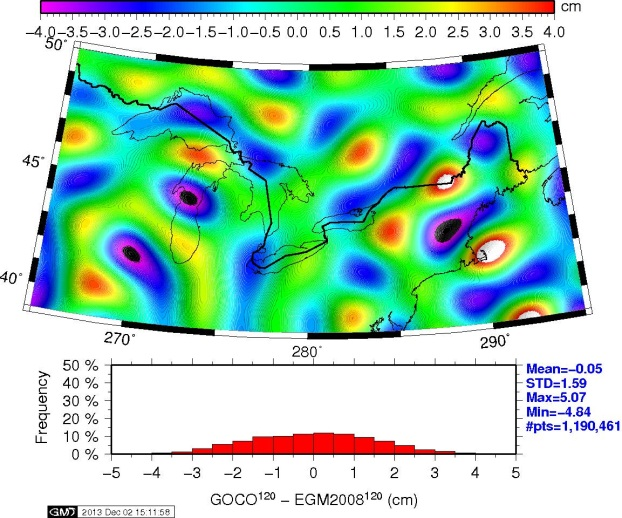 cm
−4.0 −3.5 −3.0 −2.5 −2.0 −1.5 −1.0 −0.5 0.0 0.5 1.0 1.5 2.0 2.5 3.0 3.5 4.0
50°
45°
40°
270° 280° 290°
50 %
40 %
30 %
20 %
10 %
0 %
Frequency
−5 −4 −3 −2 −1 0 1 2 3 4 5
GOCO120 − EGM2008120 (cm)
Mean=−0.05
STD=1.59
Max=5.07
Min=−4.84
#pts=1,190,461
GMT 2013 Dec 02 15:11:58